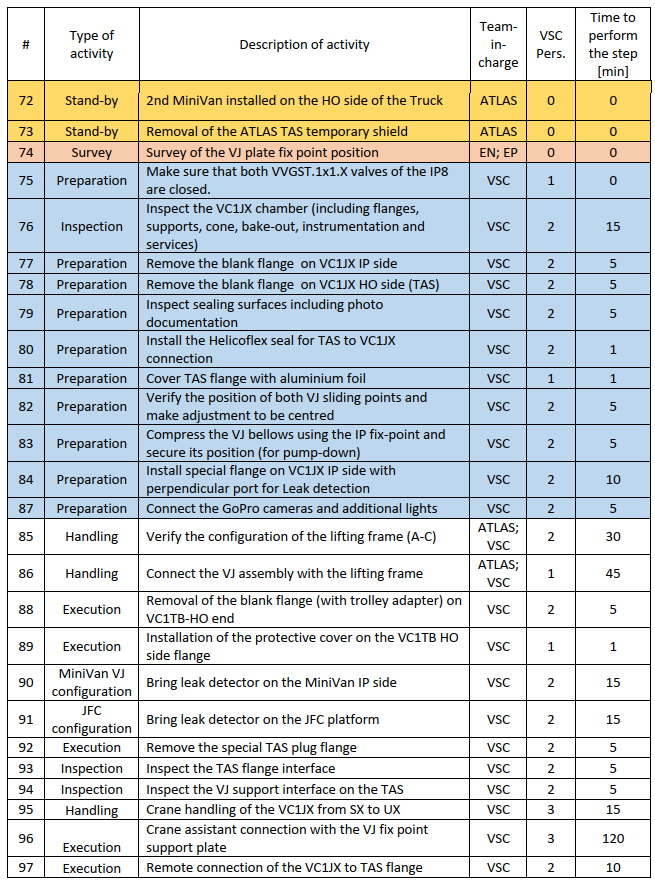 # Type of activity Description of activity Team-in-charge VSC Pers. Time to perform the step [min]
72 Stand-by 2nd MiniVan installed on the HO side of the Truck ATLAS 0 0
73 Stand-by Removal of the ATLAS TAS temporary shield ATLAS 0 0
74 Survey Survey of the VJ plate fix point position EN; EP 0 0
75 Preparation Make sure that both VVGST.1x1.X valves of the IP8 are closed. VSC 1 0
76 Inspection Inspect the VC1JX chamber (including flanges, supports, cone, bake-out, instrumentation and services) VSC 2 15
77 Preparation Remove the blank flange on VC1JX IP side VSC 2 5
78 Preparation Remove the blank flange on VC1JX HO side (TAS) VSC 2 5
79 Preparation Inspect sealing surfaces including photo documentation VSC 2 5
80 Preparation Install the Helicoflex seal for TAS to VC1JX connection VSC 2 1
81 Preparation Cover TAS flange with aluminium foil VSC 1 1
82 Preparation Verify the position of both VJ sliding points and make adjustment to be centred VSC 2 5
83 Preparation Compress the VJ bellows using the IP fix-point and secure its position (for pump-down) VSC 2 5
84 Preparation Install special flange on VC1JX IP side with perpendicular port for Leak detection VSC 2 10
87 Preparation Connect the GoPro cameras and additional lights VSC 2 5
85 Handling Verify the configuration of the lifting frame (A-C) ATLAS; VSC 2 30
86 Handling Connect the VJ assembly with the lifting frame ATLAS; VSC 1 45
88 Execution Removal of the blank flange (with trolley adapter) on VC1TB-HO end VSC 2 5
89 Execution Installation of the protective cover on the VC1TB HO side flange VSC 1 1
90 MiniVan VJ configuration Bring leak detector on the MiniVan IP side VSC 2 15
91 JFC configuration Bring leak detector on the JFC platform VSC 2 15
92 Execution Remove the special TAS plug flange VSC 2 5
93 Inspection Inspect the TAS flange interface VSC 2 5
94 Inspection Inspect the VJ support interface on the TAS VSC 2 5
95 Handling Crane handling of the VC1JX from SX to UX VSC 3 15
96 Execution Crane assistant connection with the VJ fix point support plate VSC 3 120
97 Execution Remote connection of the VC1JX to TAS flange VSC 2 10